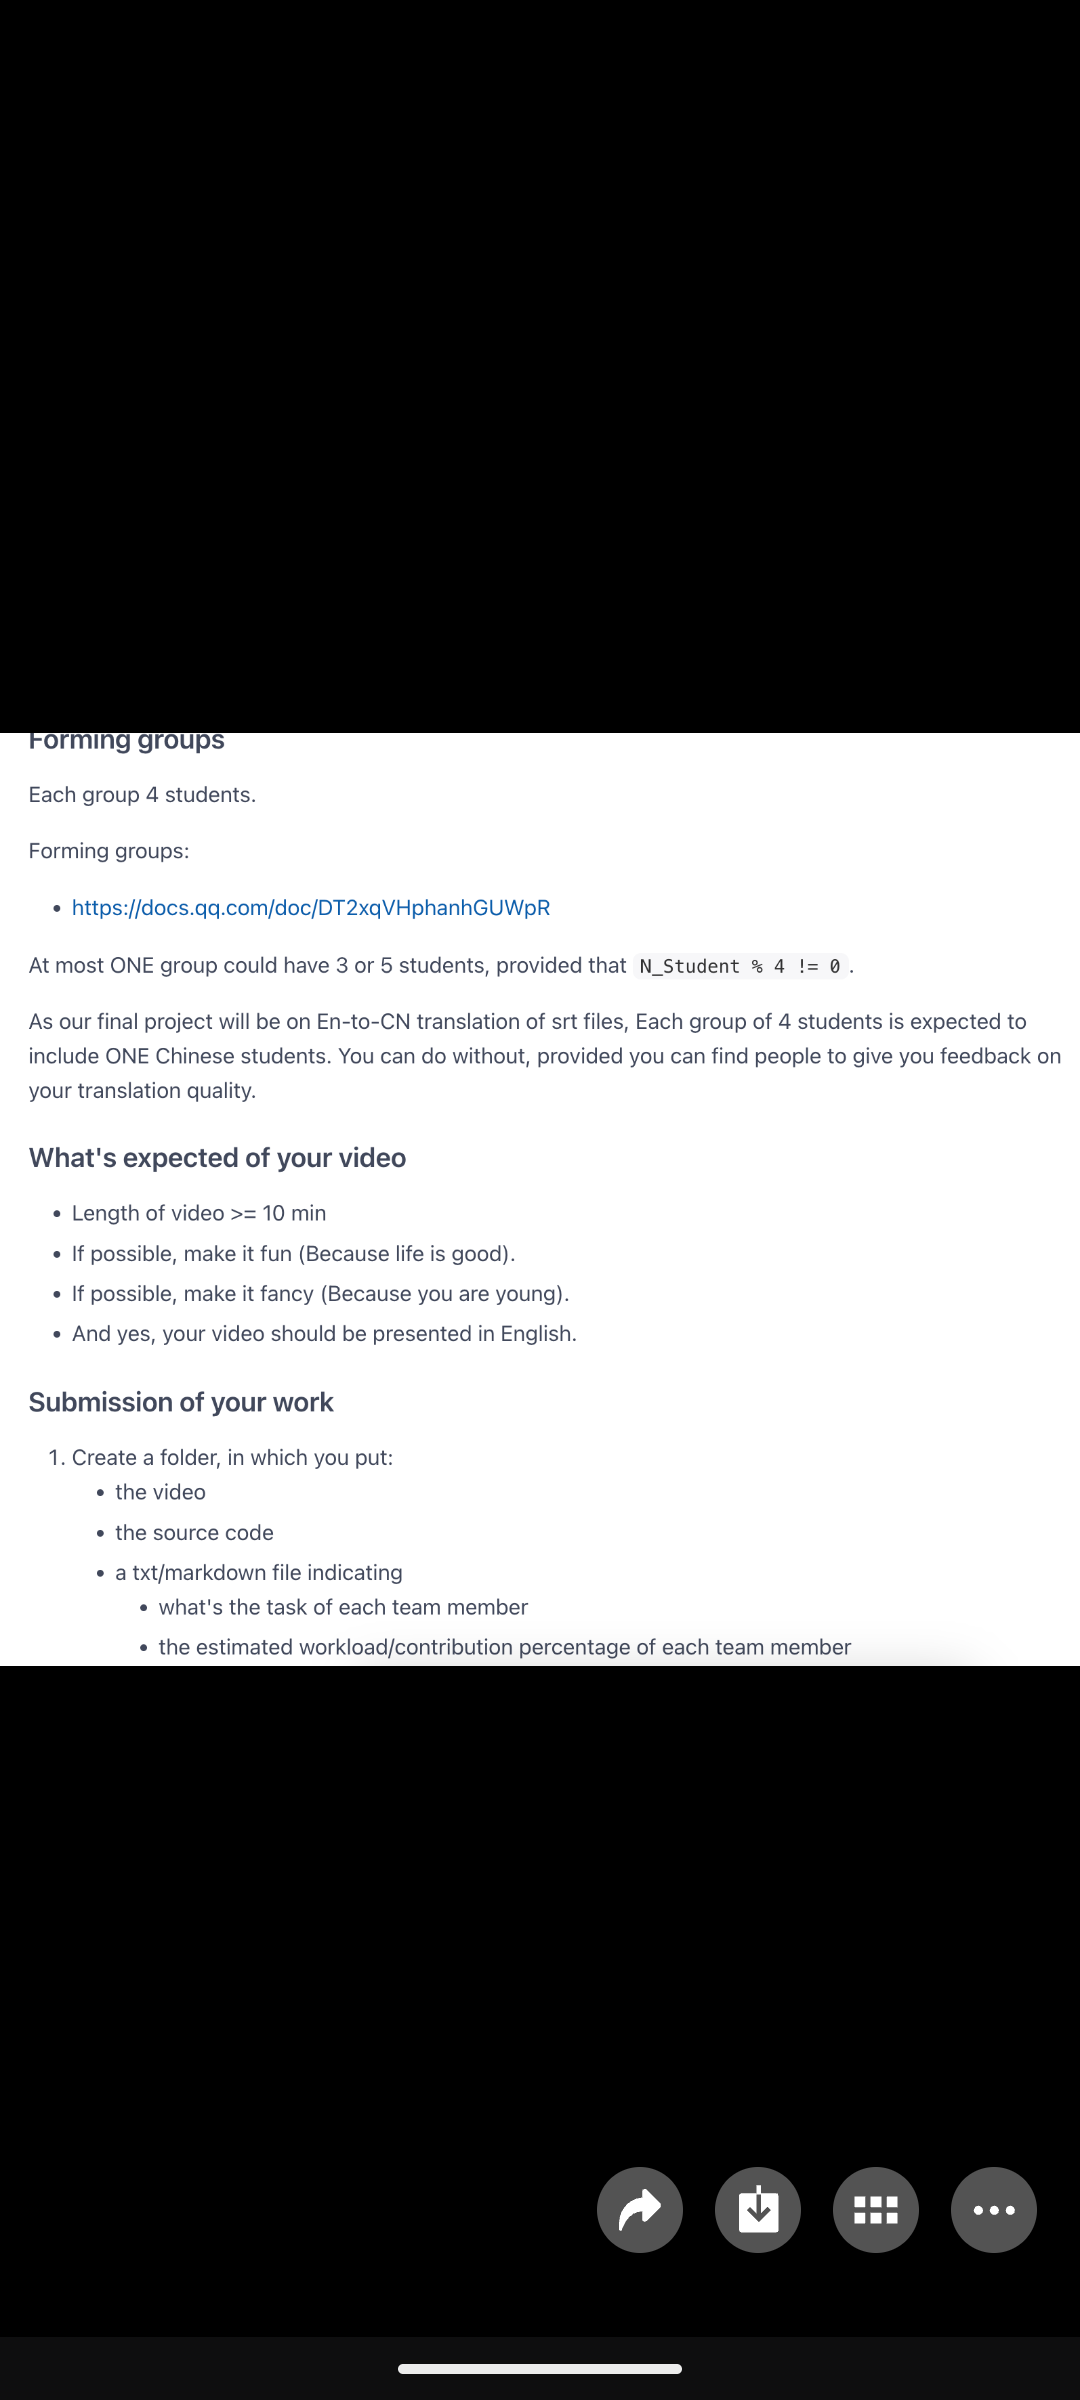 Forming groups
Each group 4 students.
Forming groups:
• https://docs.qq.com/doc/DT2xqVHphanhGUWpR
At most ONE group could have 3 or 5 students, provided that N_Student % 4 != 0 .
As our final project will be on En-to-CN translation of srt files, Each group of 4 students is expected to
include ONE Chinese students. You can do without, provided you can find people to give you feedback on
your translation quality.
What's expected of your video
• Length of video >= 10 min
• If possible, make it fun (Because life is good).
• If possible, make it fancy (Because you are young).
• And yes, your video should be presented in English.
Submission of your work
1. Create a folder, in which you put:
• the video
• the source code
• a txt/markdown file indicating
• what's the task of each team member
• the estimated workload/contribution percentage of each team member